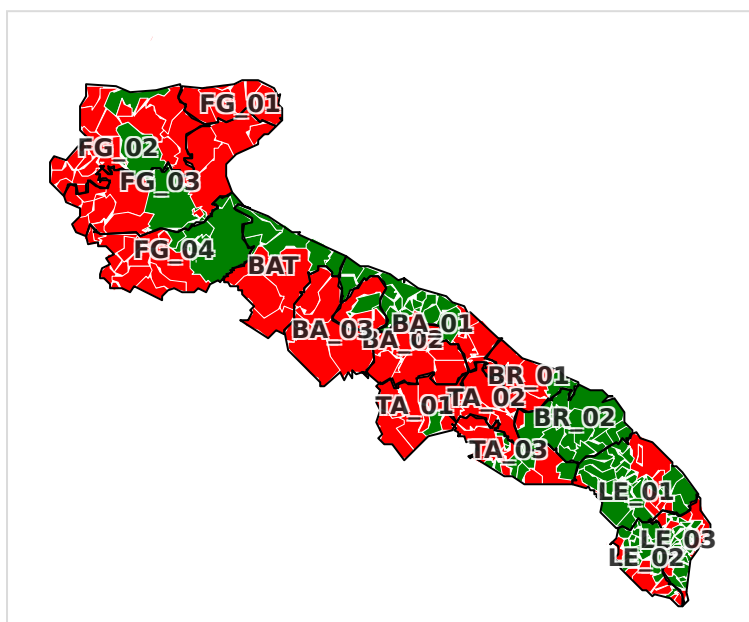 FG_01
FG_02
FG_03
FG_04
BAT
BA_01
BA_03
BA_02
BR_01
TA_02
TA_01
BR_02
TA_03
LE_01
LE_03
LE_02